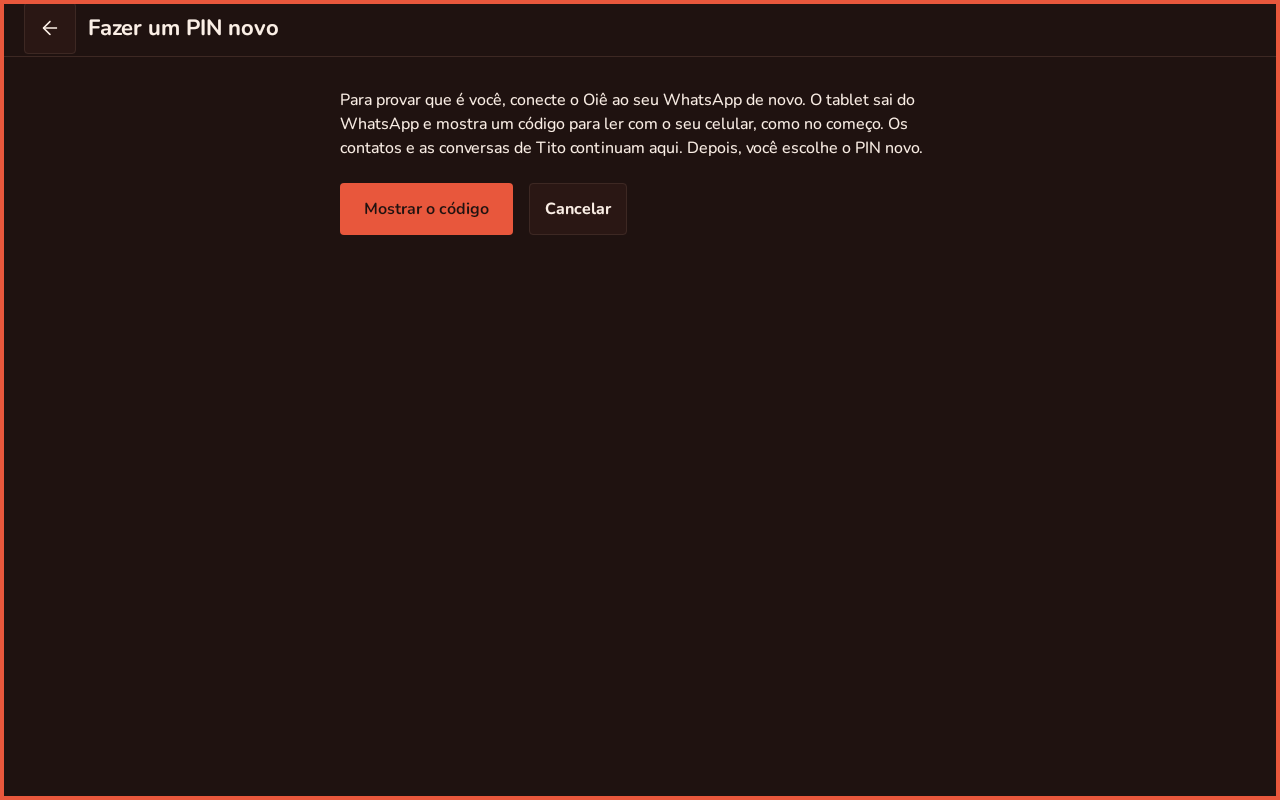 Fazer um PIN novo
Para provar que é você, conecte o Oiê ao seu WhatsApp de novo. O tablet sai do
WhatsApp e mostra um código para ler com o seu celular, como no começo. Os
contatos e as conversas de Tito continuam aqui. Depois, você escolhe o PIN novo.
Mostrar o código
Cancelar